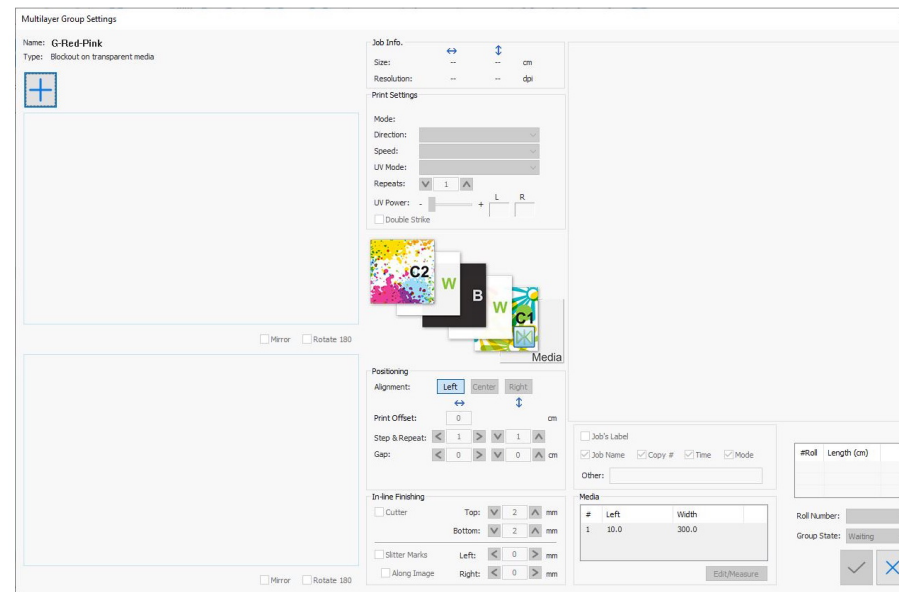 Multilayer Group Settings
Name: G-Red-Pink
Type: Blockout on transparent media
Mirror Rotate 180
Mirror Rotate 180
Job Info.
Size: -- -- cm
Resolution: -- -- dpi
Print Settings
Mode:
Direction:
Speed:
UV Mode:
Repeats: 1
UV Power: - + L R
Double Strike
C2
W
B
W
C1
Media
Positioning
Alignment: Left Center Right
Print Offset: 0 cm
Step & Repeat: 1 1
Gap: 0 0 cm
In-line Finishing
Cutter Top: 2 mm
Bottom: 2 mm
Slitter Marks Left: 0 mm
Along Image Right: 0 mm
Job's Label
Job Name Copy # Time Mode
Other:
Media
# Left Width
1 10.0 300.0
Edit/Measure
#Roll Length (cm)
Roll Number:
Group State: Waiting